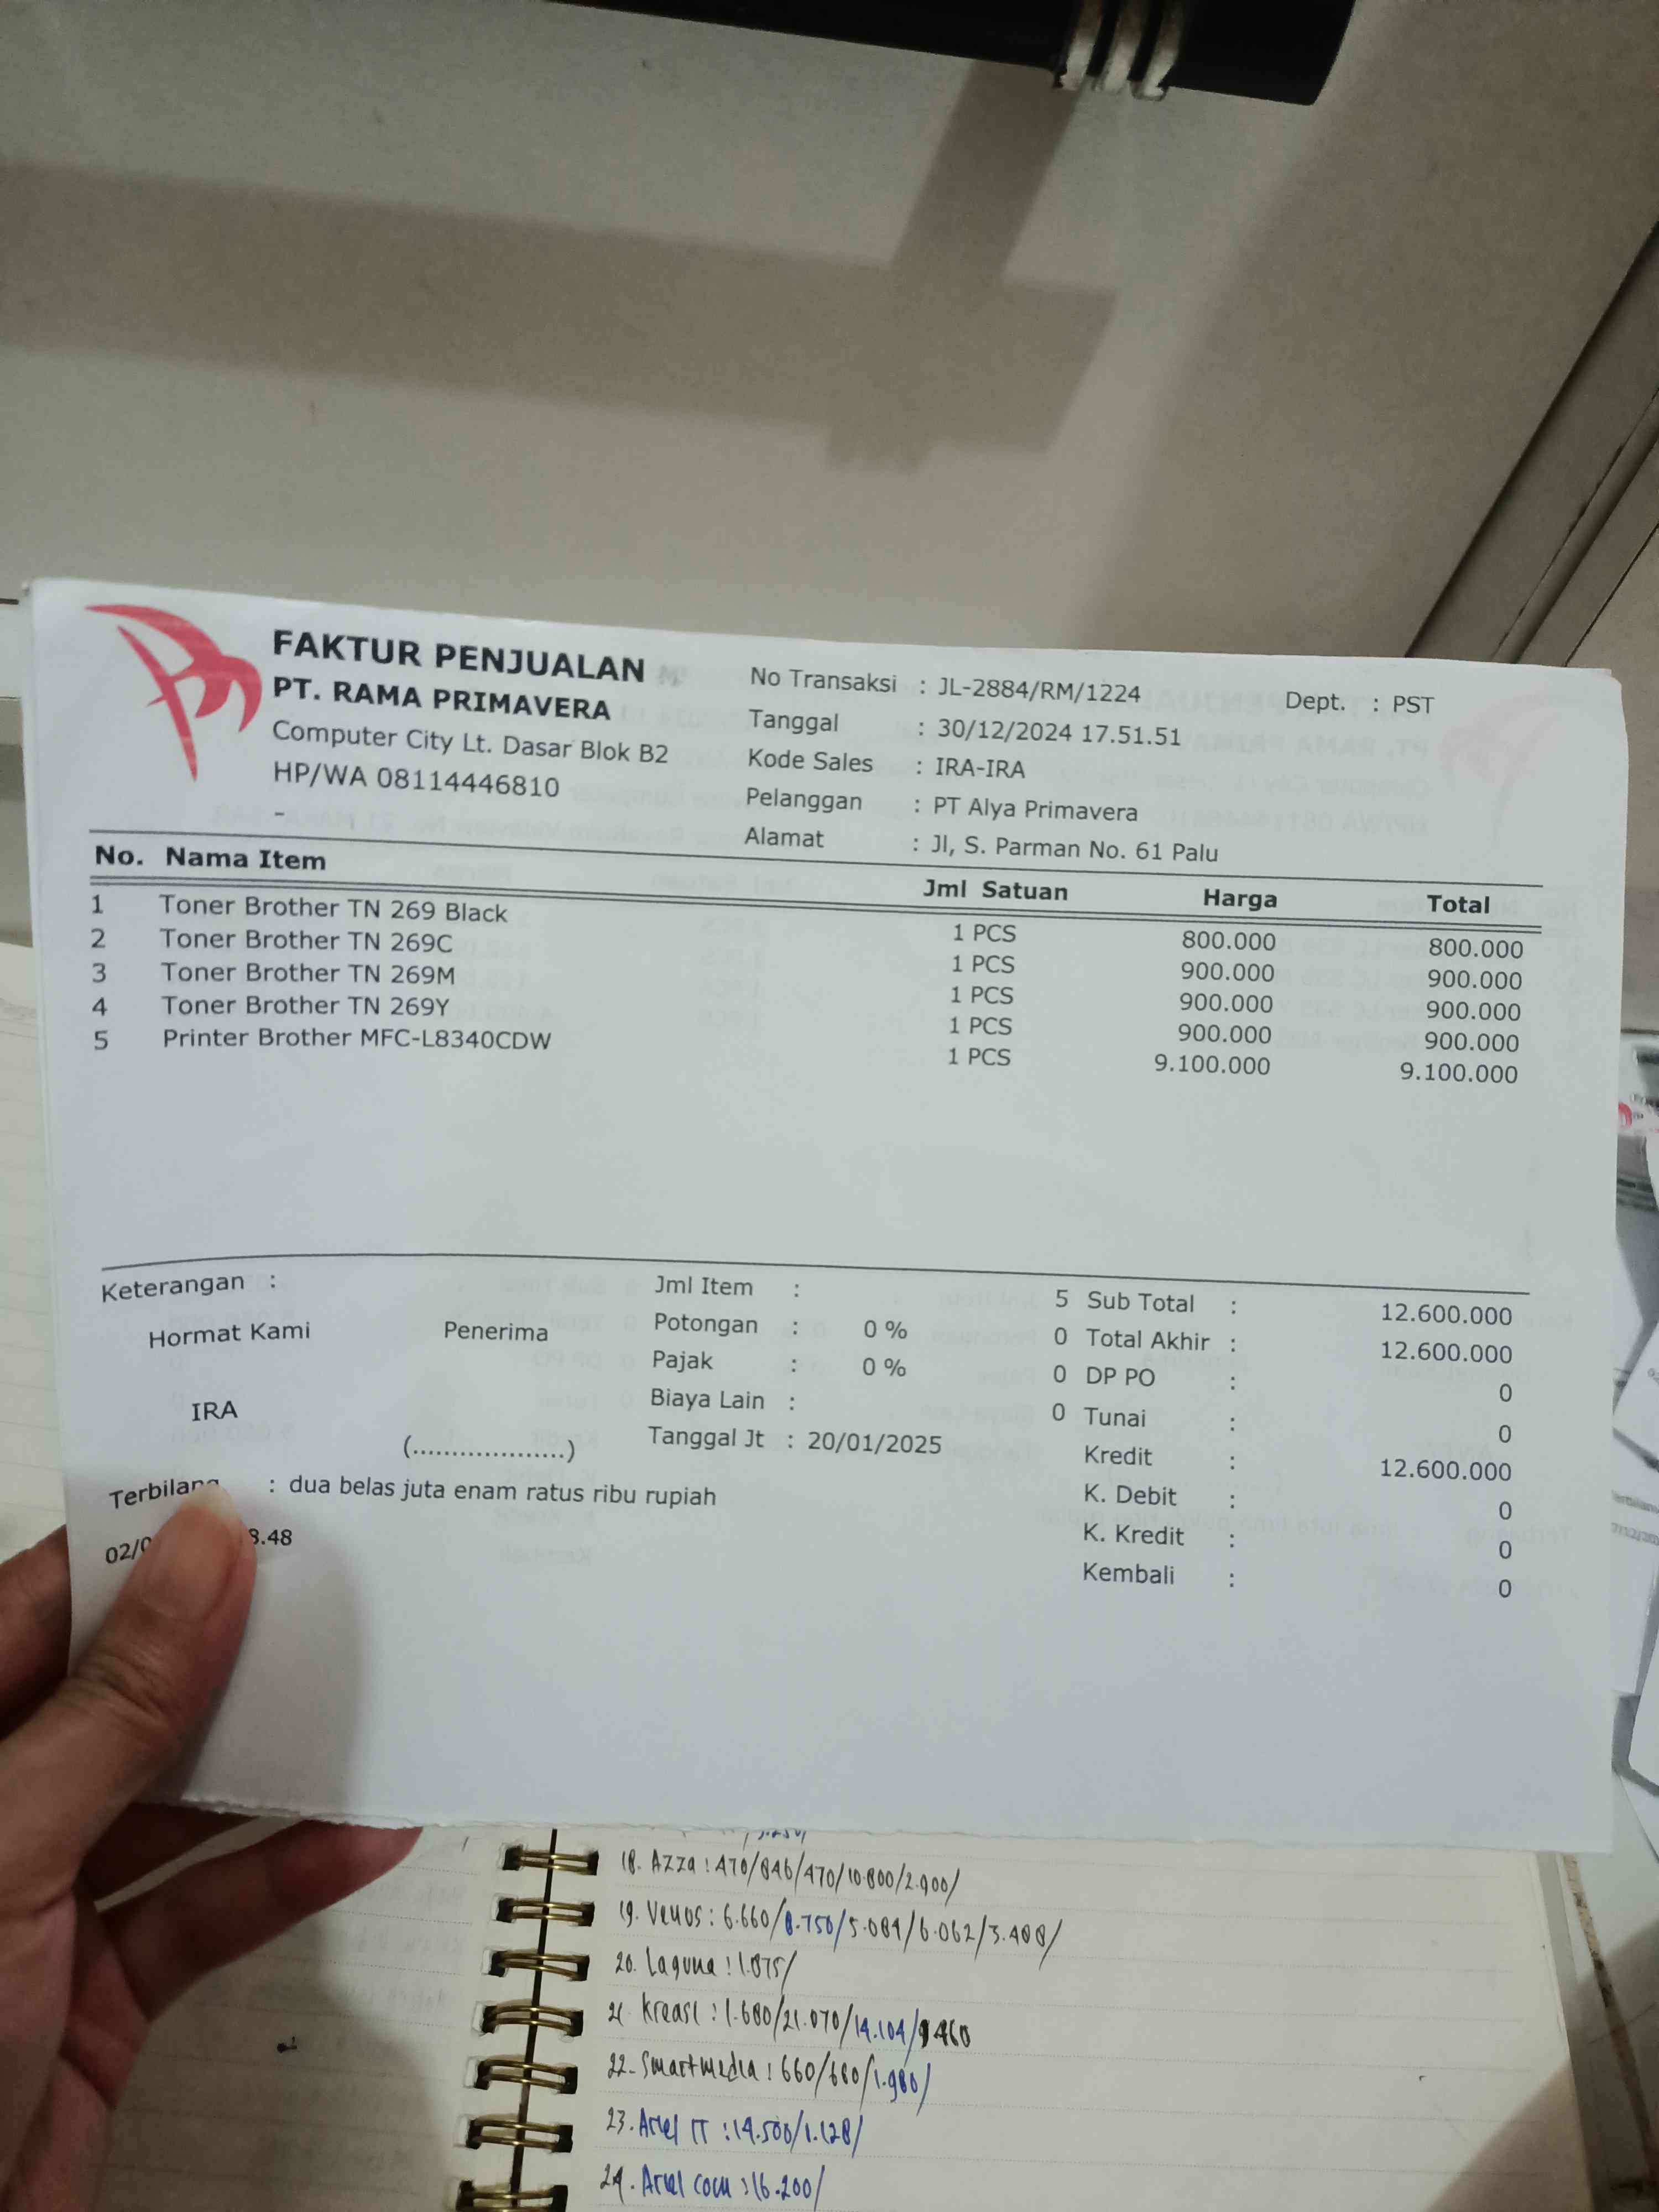 FAKTUR PENJUALAN
PT. RAMA PRIMAVERA
Computer City Lt. Dasar Blok B2
HP/WA 08114446810
-
No Transaksi : JL-2884/RM/1224 Dept. : PST
Tanggal : 30/12/2024 17.51.51
Kode Sales : IRA-IRA
Pelanggan : PT Alya Primavera
Alamat : Jl, S. Parman No. 61 Palu
No. Nama Item Jml Satuan Harga Total
1 Toner Brother TN 269 Black 1 PCS 800.000 800.000
2 Toner Brother TN 269C 1 PCS 900.000 900.000
3 Toner Brother TN 269M 1 PCS 900.000 900.000
4 Toner Brother TN 269Y 1 PCS 900.000 900.000
5 Printer Brother MFC-L8340CDW 1 PCS 9.100.000 9.100.000
Keterangan : Jml Item : 5 Sub Total : 12.600.000
Hormat Kami Penerima Potongan : 0 % 0 Total Akhir : 12.600.000
Pajak : 0 % 0 DP PO : 0
IRA Biaya Lain : 0 Tunai : 0
(...................) Tanggal Jt : 20/01/2025 Kredit : 12.600.000
Terbilang : dua belas juta enam ratus ribu rupiah K. Debit : 0
K. Kredit : 0
Kembali : 0
02/0 8.48
18. Azza : 470/846/470/10.800/2.900/
19. Venos : 6.660/8.750/5.089/6.062/3.408/
20. Laguna : 1.875/
21. Kreasi : 1.680/21.070/14.104/9460
22. Smartmedia : 660/660/1.980/
23. Ariel IT : 14.500/1.128/
24. Ariel com : 16.200/